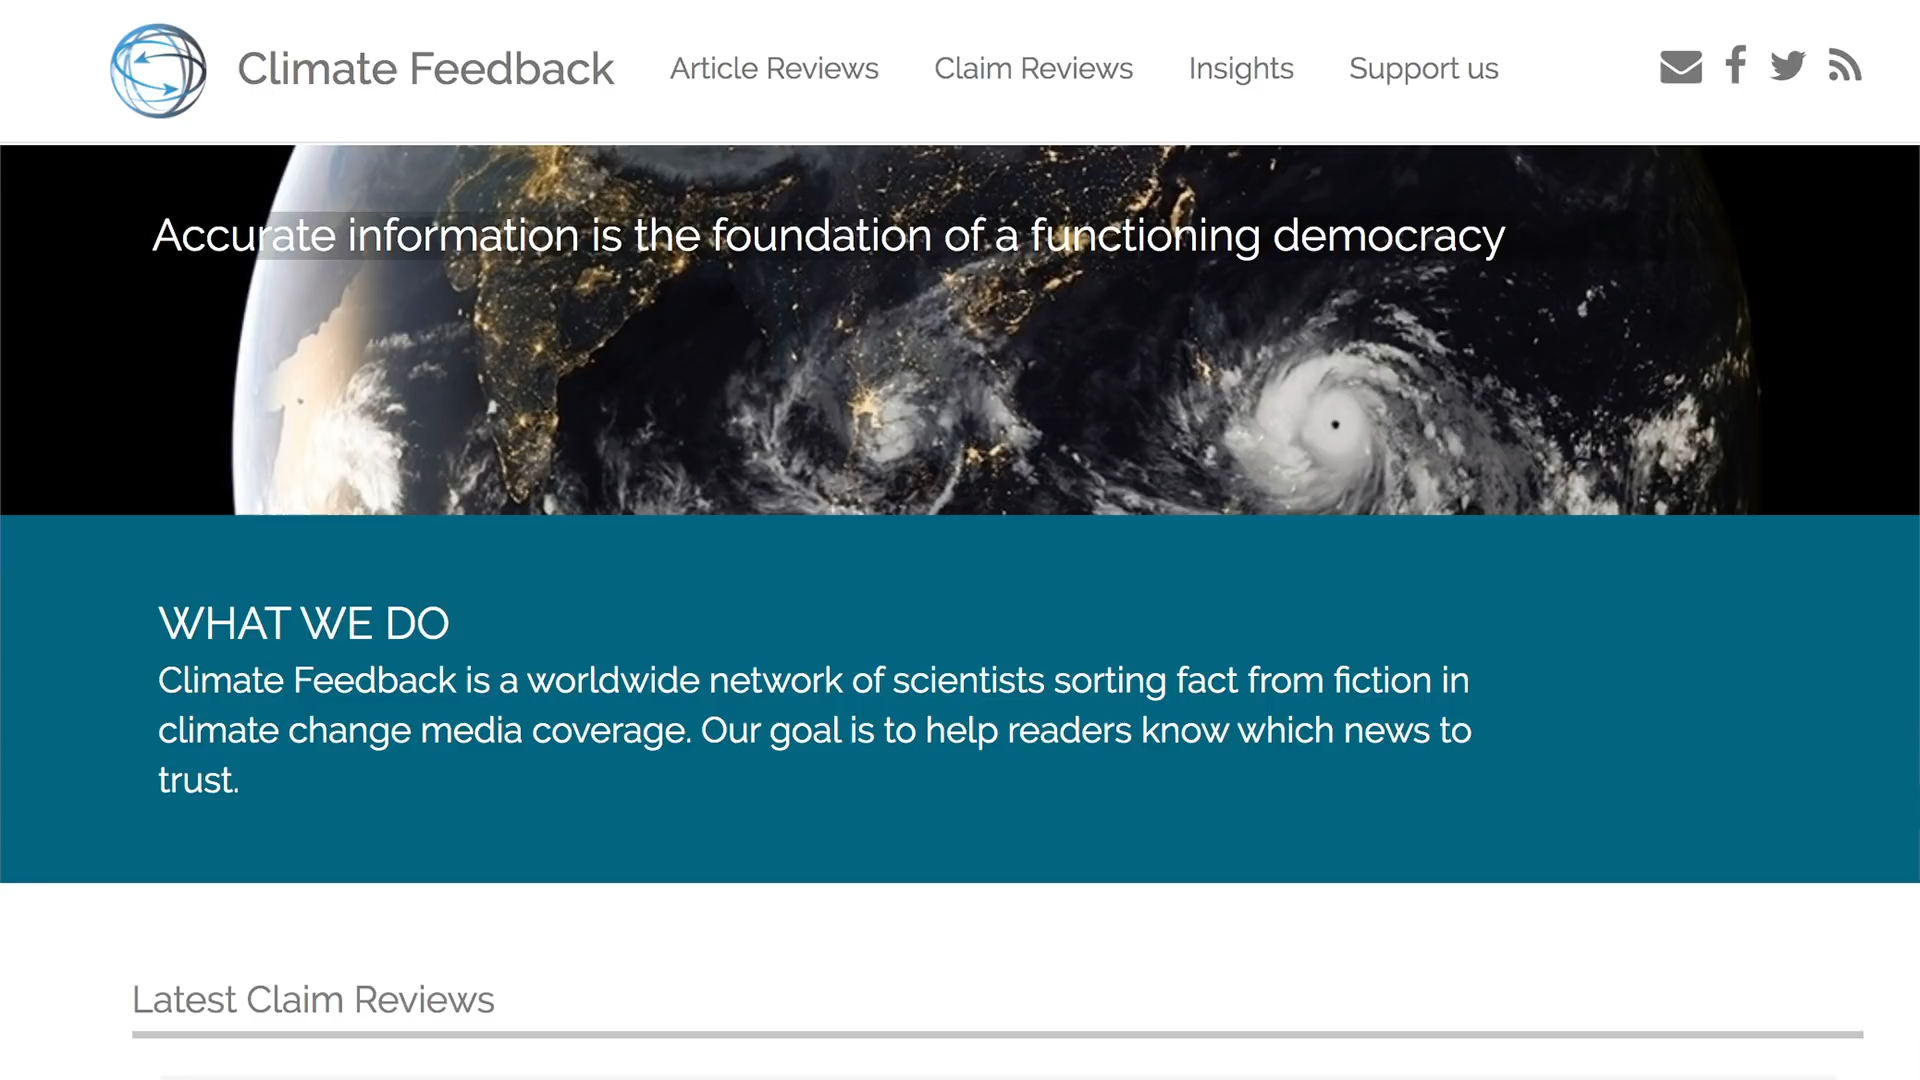 Climate Feedback
Article Reviews
Claim Reviews
Insights
Support us
Accurate information is the foundation of a functioning democracy
WHAT WE DO
Climate Feedback is a worldwide network of scientists sorting fact from fiction in
climate change media coverage. Our goal is to help readers know which news to
trust.
Latest Claim Reviews